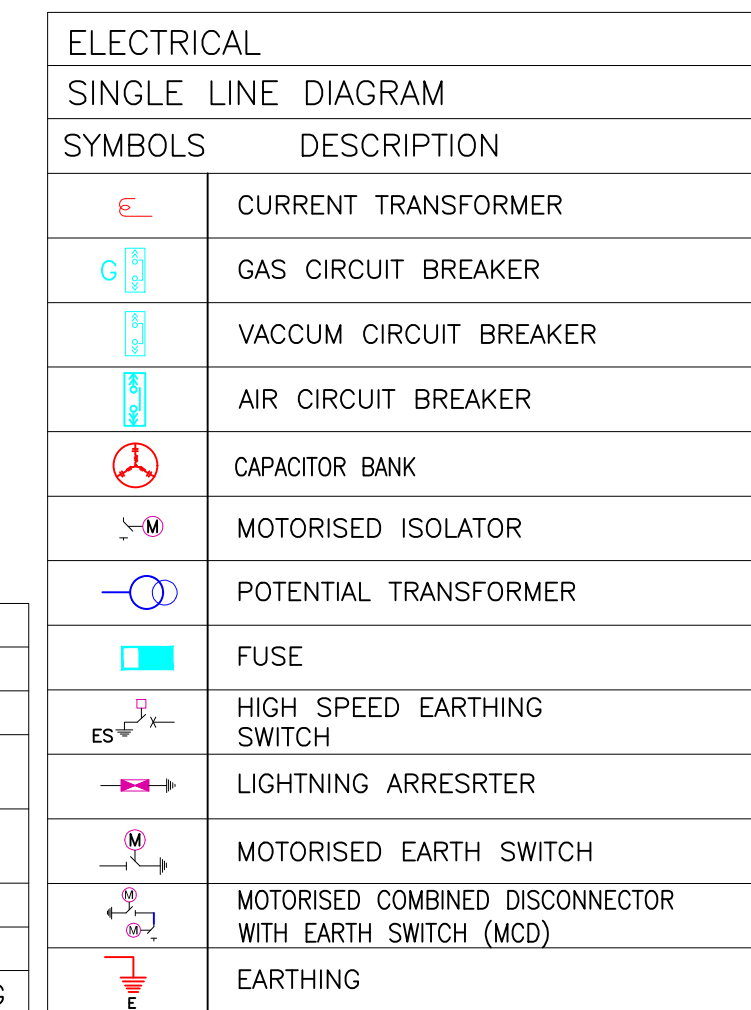 ELECTRICAL
SINGLE LINE DIAGRAM
SYMBOLS DESCRIPTION
CURRENT TRANSFORMER
G GAS CIRCUIT BREAKER
VACCUM CIRCUIT BREAKER
AIR CIRCUIT BREAKER
CAPACITOR BANK
M MOTORISED ISOLATOR
POTENTIAL TRANSFORMER
FUSE
HIGH SPEED EARTHING
ES SWITCH
LIGHTNING ARRESRTER
M MOTORISED EARTH SWITCH
M MOTORISED COMBINED DISCONNECTOR
M WITH EARTH SWITCH (MCD)
EARTHING
E
G